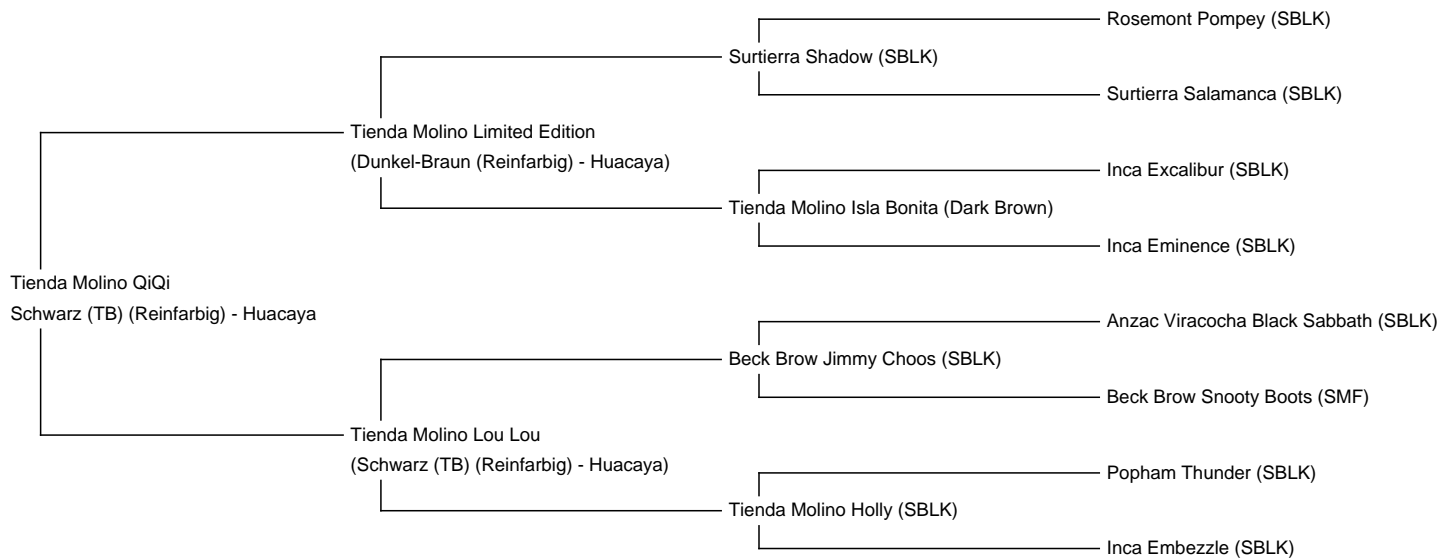 Rosemont Pompey (SBLK)
Surtierra Shadow (SBLK)
Surtierra Salamanca (SBLK)
Tienda Molino Limited Edition
(Dunkel-Braun (Reinfarbig) - Huacaya)
Inca Excalibur (SBLK)
Tienda Molino Isla Bonita (Dark Brown)
Inca Eminence (SBLK)
Tienda Molino QiQi
Schwarz (TB) (Reinfarbig) - Huacaya
Anzac Viracocha Black Sabbath (SBLK)
Beck Brow Jimmy Choos (SBLK)
Beck Brow Snooty Boots (SMF)
Tienda Molino Lou Lou
(Schwarz (TB) (Reinfarbig) - Huacaya)
Popham Thunder (SBLK)
Tienda Molino Holly (SBLK)
Inca Embezzle (SBLK)